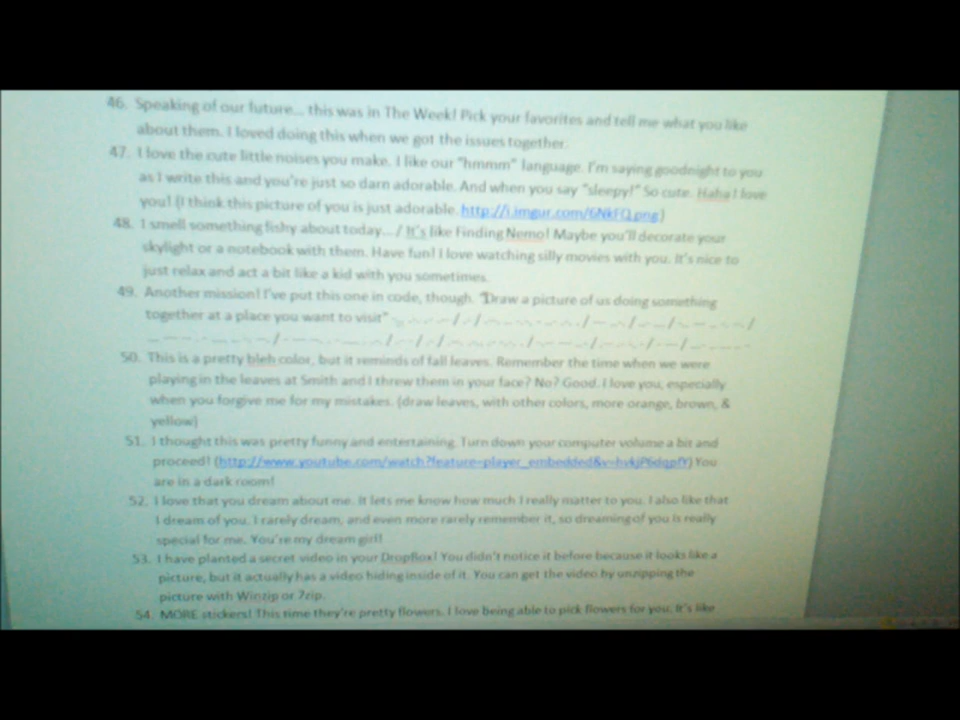 46. Speaking of our future... this was in The Week! Pick your favorites and tell me what you like
about them. I loved doing this when we got the issues together.
47. I love the cute little noises you make. I like our "hmmm" language. I'm saying goodnight to you
as I write this and you're just so darn adorable. And when you say "sleepy!" So cute. Haha I love
you! (I think this picture of you is just adorable. http://i.imgur.com/6NkFQ.png)
48. I smell something fishy about today... / It's like Finding Nemo! Maybe you'll decorate your
skylight or a notebook with them. Have fun! I love watching silly movies with you. It's nice to
just relax and act a bit like a kid with you sometimes.
49. Another mission! I've put this one in code, though. "Draw a picture of us doing something
together at a place you want to visit"
50. This is a pretty bleh color, but it reminds of fall leaves. Remember the time when we were
playing in the leaves at Smith and I threw them in your face? No? Good. I love you, especially
when you forgive me for my mistakes. (draw leaves, with other colors, more orange, brown, &
yellow)
51. I thought this was pretty funny and entertaining. Turn down your computer volume a bit and
proceed! You
are in a dark room!
52. I love that you dream about me. It lets me know how much I really matter to you. I also like that
I dream of you. I rarely dream, and even more rarely remember it, so dreaming of you is really
special for me. You're my dream girl!
53. I have planted a secret video in your DropBox! You didn't notice it before because it looks like a
picture, but it actually has a video hiding inside of it. You can get the video by unzipping the
picture with Winzip or 7zip.
54. MORE stickers! This time they're pretty flowers. I love being able to pick flowers for you. It's like